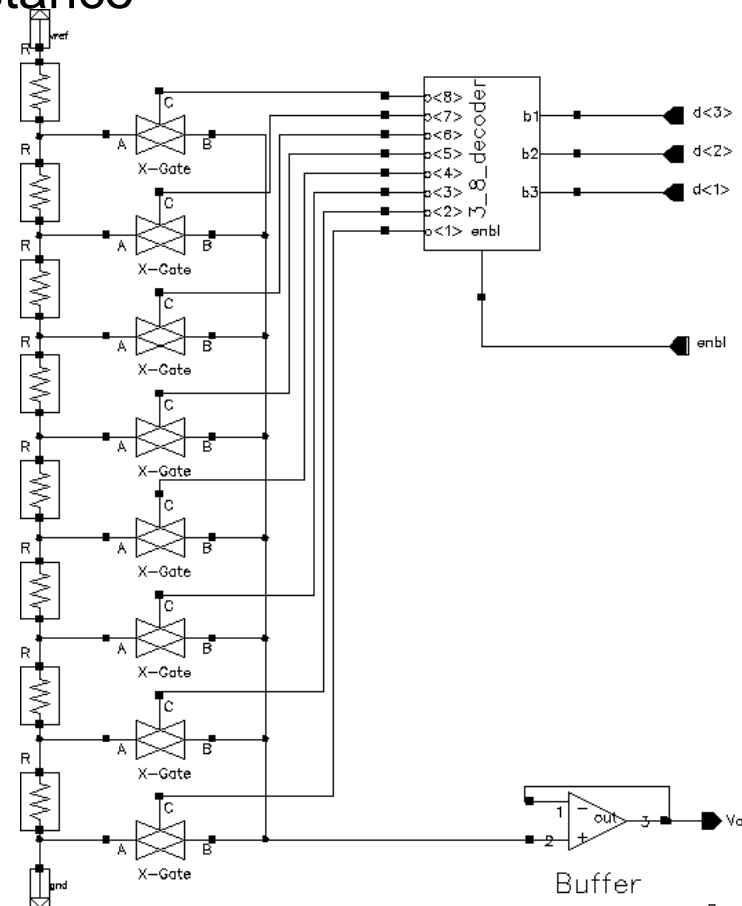 vref
R
C
A
B
X-Gate
R
C
A
B
X-Gate
R
C
A
B
X-Gate
R
C
A
B
X-Gate
R
C
A
B
X-Gate
R
C
A
B
X-Gate
R
C
A
B
X-Gate
R
C
A
B
X-Gate
gnd
o<8>
o<7>
o<6>
o<5>
o<4>
o<3>
o<2>
o<1> enbl
3_8_decoder
b1
b2
b3
d<3>
d<2>
d<1>
enbl
1
2
out
3
Buffer